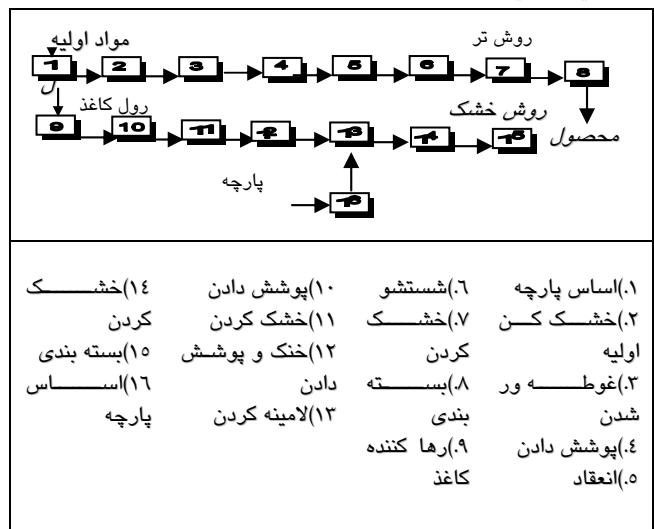 مواد اولیه
روش تر
1 2 3 4 5 6 7 8
ل
رول کاغذ
روش خشک
محصول
9 10 11 12 13 14 15
پارچه
16
۱.)اساس پارچه
۲.)خشک کن
اولیه
۳.)غوطه ور
شدن
٤.)پوشش دادن
٥.)انعقاد
٦.)شستشو
۷.)خشک
کردن
۸.)بسته
بندی
۹.)رها کننده
کاغذ
۱۰)پوشش دادن
۱۱)خشک کردن
۱۲)خنک و پوشش
دادن
۱۳)لامینه کردن
۱٤)خشک
کردن
۱٥)بسته بندی
۱٦)اساس
پارچه